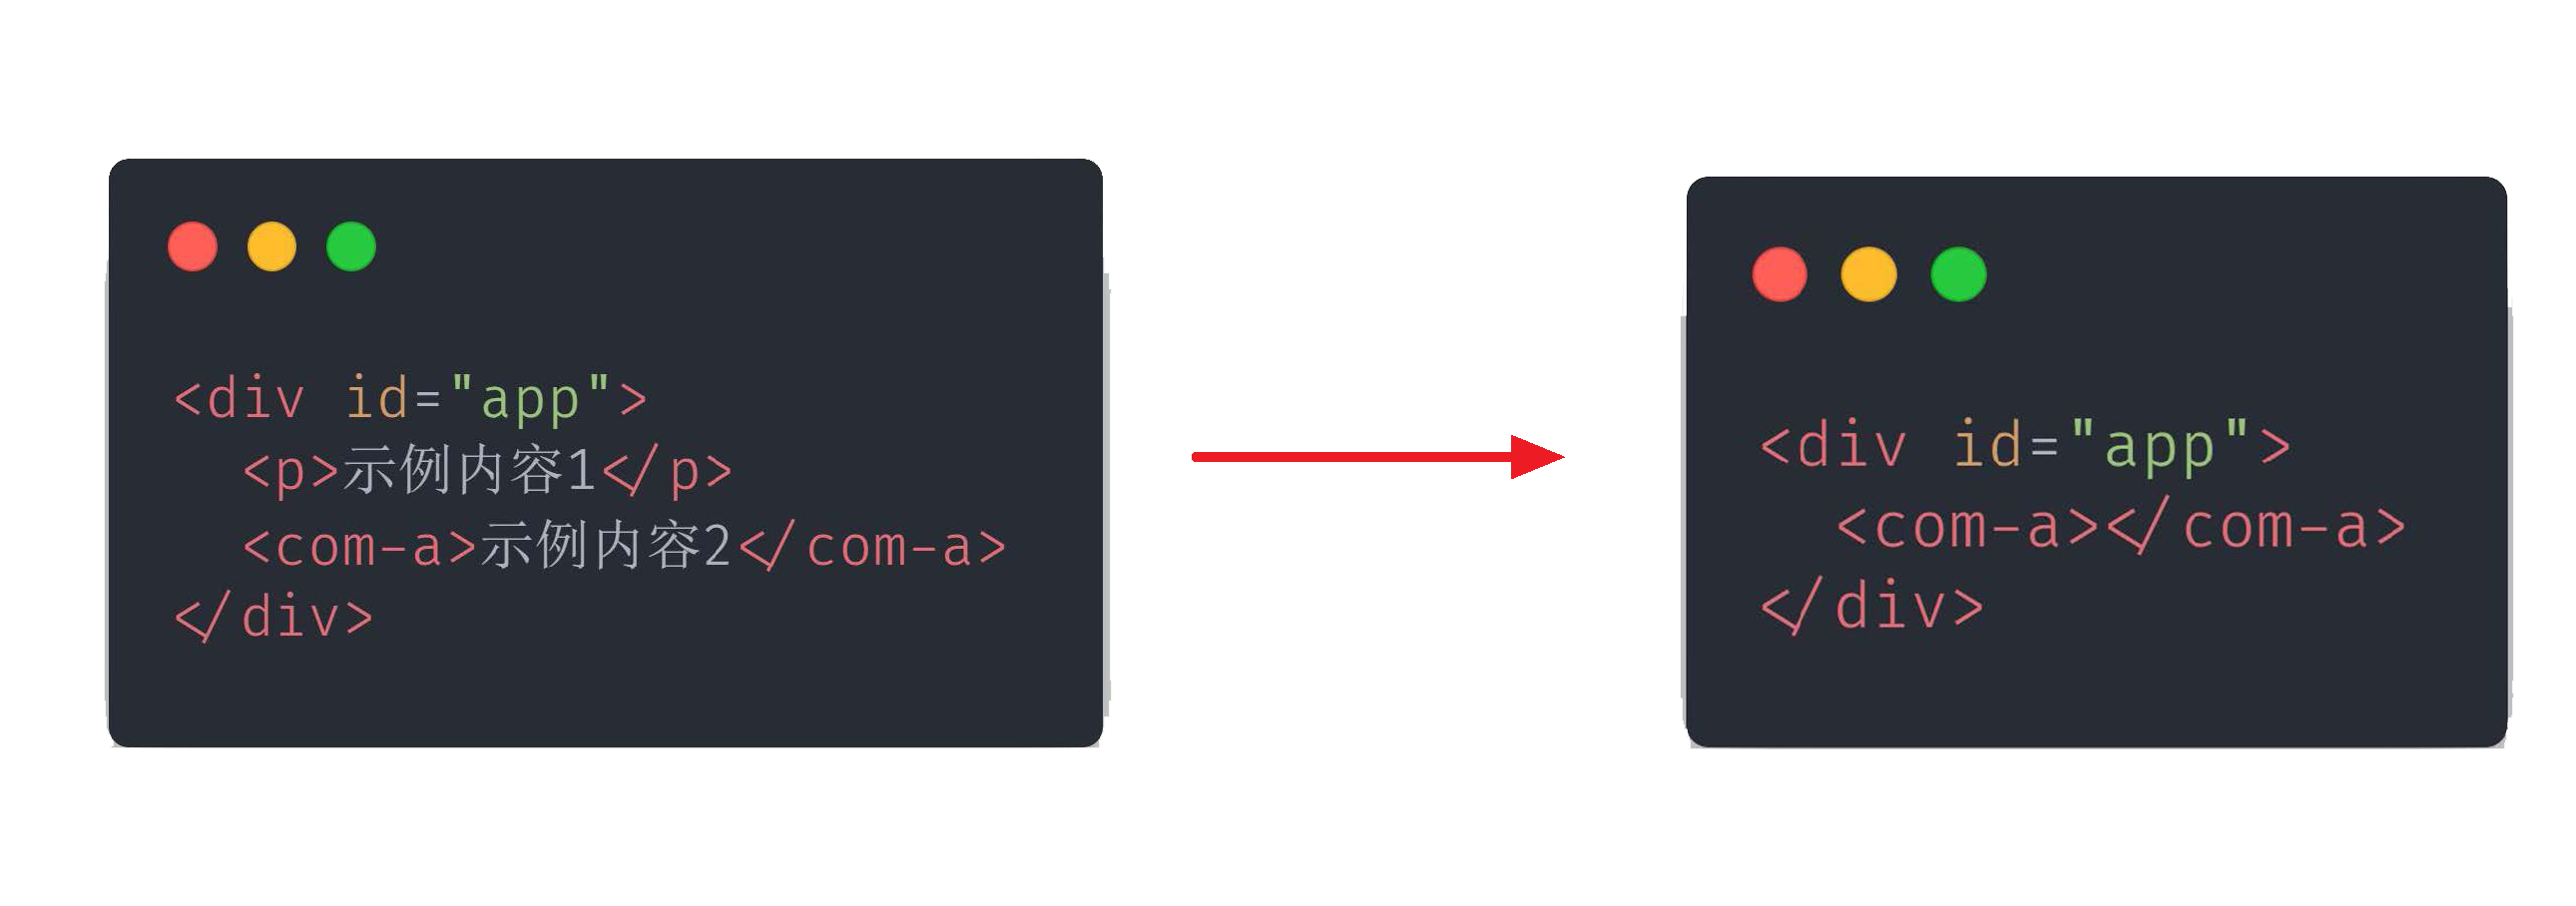 <div id="app">
  <p>示例内容1</p>
  <com-a>示例内容2</com-a>
</div>
<div id="app">
  <com-a></com-a>
</div>